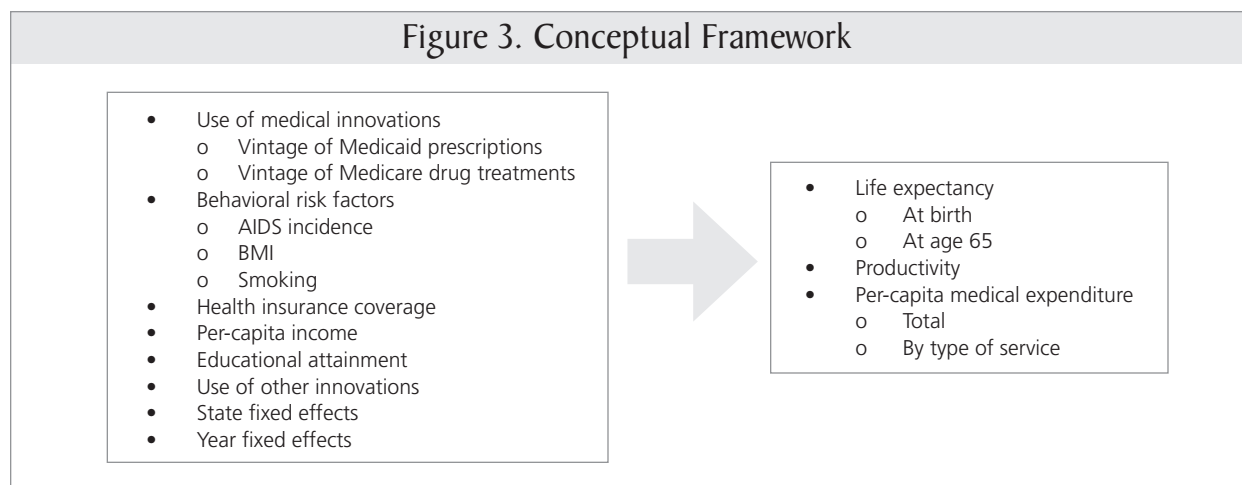 Figure 3. Conceptual Framework
• Use of medical innovations
o Vintage of Medicaid prescriptions
o Vintage of Medicare drug treatments
• Behavioral risk factors
o AIDS incidence
o BMI
o Smoking
• Health insurance coverage
• Per-capita income
• Educational attainment
• Use of other innovations
• State fixed effects
• Year fixed effects
• Life expectancy
o At birth
o At age 65
• Productivity
• Per-capita medical expenditure
o Total
o By type of service